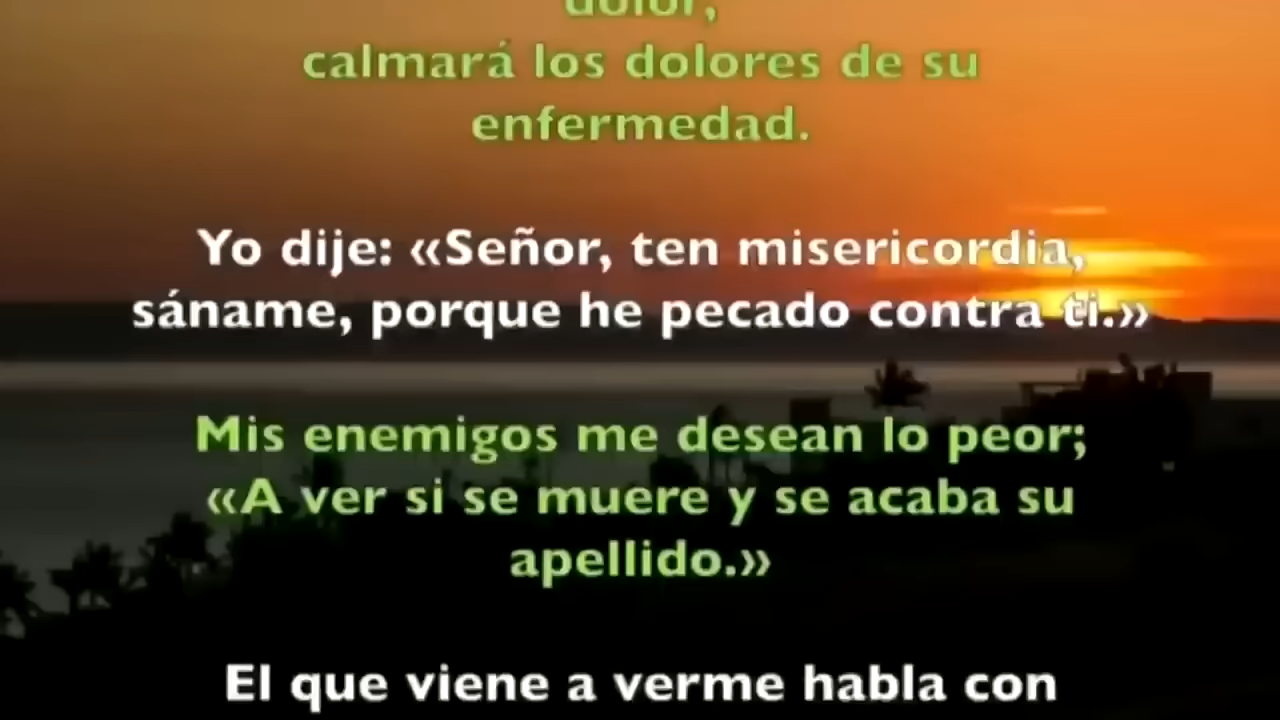 dolor,
calmará los dolores de su
enfermedad.
Yo dije: «Señor, ten misericordia,
sáname, porque he pecado contra ti.»
Mis enemigos me desean lo peor;
«A ver si se muere y se acaba su
apellido.»
El que viene a verme habla con